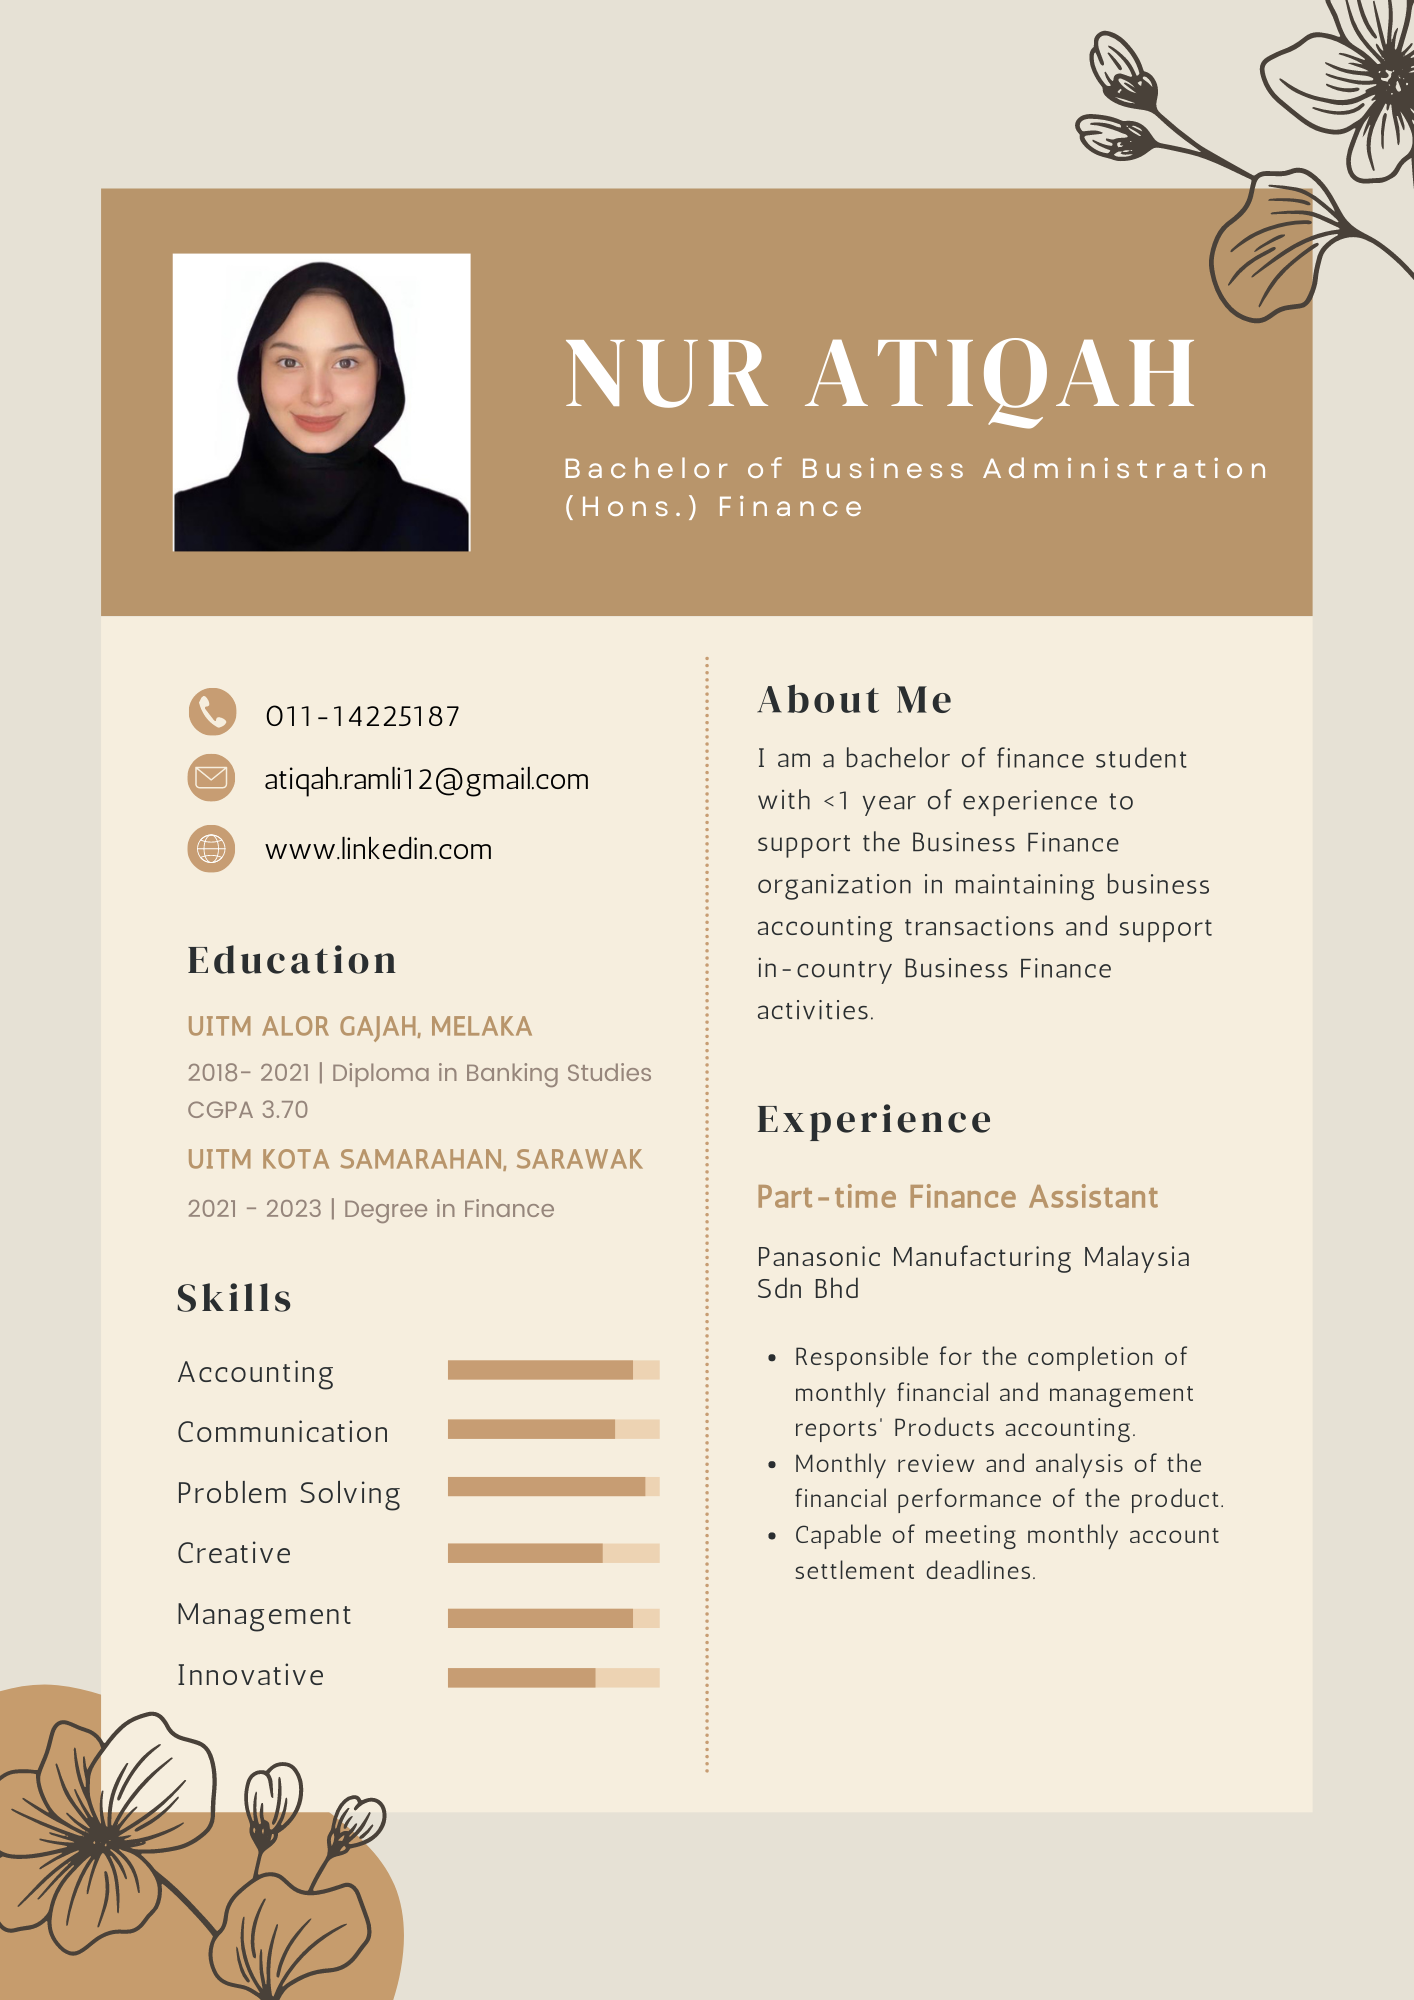 NUR ATIQAH
Bachelor of Business Administration
(Hons.) Finance
011-14225187
atiqah.ramli12@gmail.com
www.linkedin.com
Education
UITM ALOR GAJAH, MELAKA
2018- 2021 | Diploma in Banking Studies
CGPA 3.70
UITM KOTA SAMARAHAN, SARAWAK
2021 - 2023 | Degree in Finance
Skills
Accounting
Communication
Problem Solving
Creative
Management
Innovative
About Me
I am a bachelor of finance student
with <1 year of experience to
support the Business Finance
organization in maintaining business
accounting transactions and support
in-country Business Finance
activities.
Experience
Part-time Finance Assistant
Panasonic Manufacturing Malaysia
Sdn Bhd
• Responsible for the completion of
monthly financial and management
reports' Products accounting.
• Monthly review and analysis of the
financial performance of the product.
• Capable of meeting monthly account
settlement deadlines.